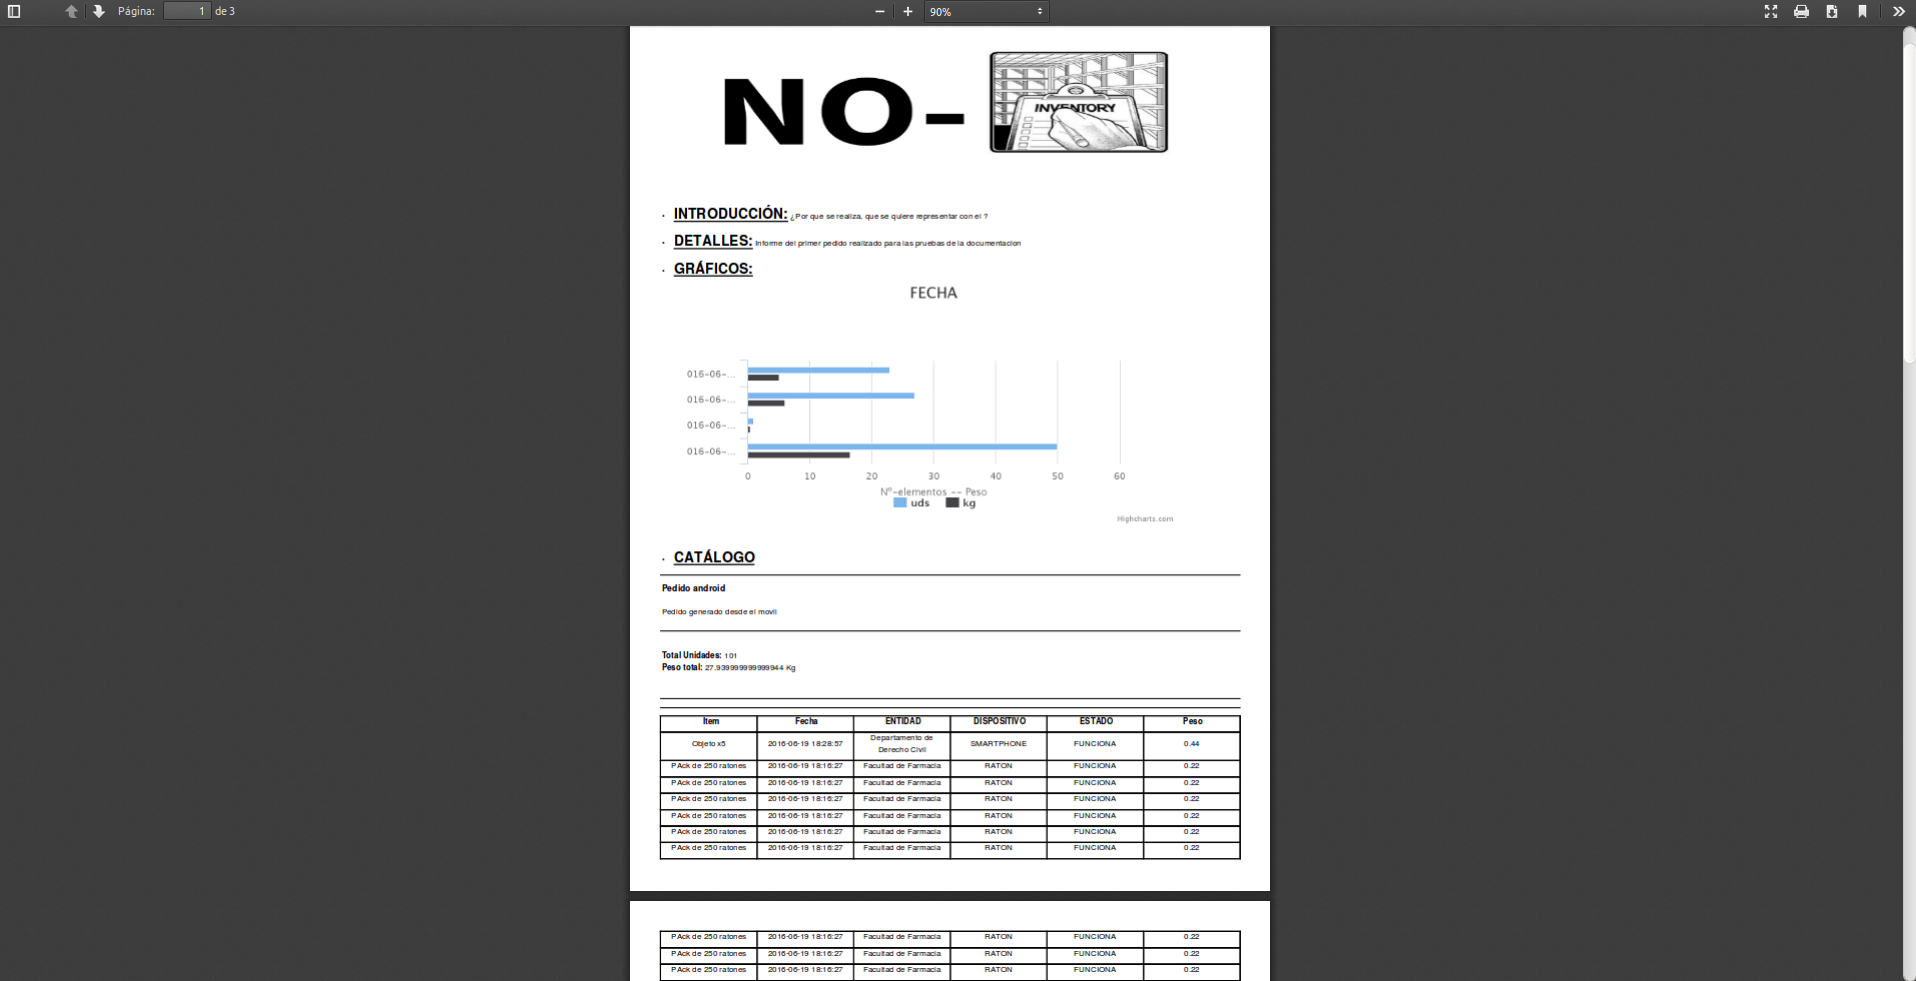 Página: 1 de 3 90%
NO-
INVENTORY
· INTRODUCCIÓN: ¿Por que se realiza, que se quiere representar con el ?
· DETALLES: Informe del primer pedido realizado para las pruebas de la documentacion
· GRÁFICOS:
FECHA
016-06-...
016-06-...
016-06-...
016-06-...
0 10 20 30 40 50 60
Nº-elementos -- Peso
uds kg
Highcharts.com
· CATÁLOGO
Pedido android
Pedido generado desde el movil
Total Unidades: 101
Peso total: 27.939999999999944 Kg
Item Fecha ENTIDAD DISPOSITIVO ESTADO Peso
Objeto x5 2016-06-19 18:28:57 Departamento de Derecho Civil SMARTPHONE FUNCIONA 0.44
PAck de 250 ratones 2016-06-19 18:16:27 Facultad de Farmacia RATON FUNCIONA 0.22
PAck de 250 ratones 2016-06-19 18:16:27 Facultad de Farmacia RATON FUNCIONA 0.22
PAck de 250 ratones 2016-06-19 18:16:27 Facultad de Farmacia RATON FUNCIONA 0.22
PAck de 250 ratones 2016-06-19 18:16:27 Facultad de Farmacia RATON FUNCIONA 0.22
PAck de 250 ratones 2016-06-19 18:16:27 Facultad de Farmacia RATON FUNCIONA 0.22
PAck de 250 ratones 2016-06-19 18:16:27 Facultad de Farmacia RATON FUNCIONA 0.22
PAck de 250 ratones 2016-06-19 18:16:27 Facultad de Farmacia RATON FUNCIONA 0.22
PAck de 250 ratones 2016-06-19 18:16:27 Facultad de Farmacia RATON FUNCIONA 0.22
PAck de 250 ratones 2016-06-19 18:16:27 Facultad de Farmacia RATON FUNCIONA 0.22